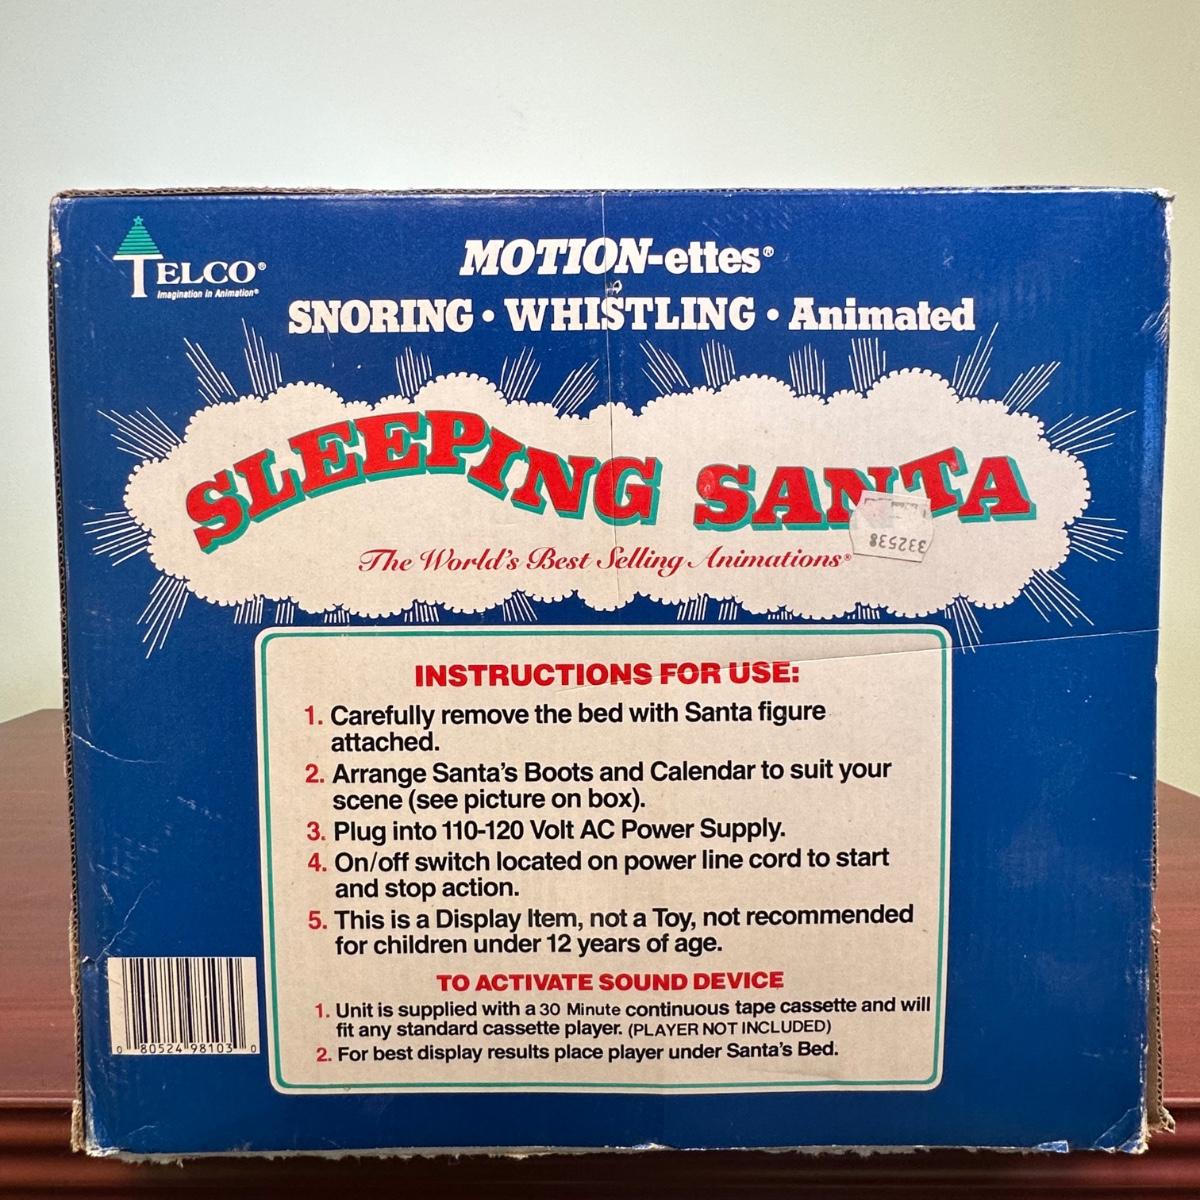 TELCO®
Imagination in Animation®
MOTION-ettes®
SNORING • WHISTLING • Animated
SLEEPING SANTA
332538
The World's Best Selling Animations®
INSTRUCTIONS FOR USE:
1. Carefully remove the bed with Santa figure
attached.
2. Arrange Santa's Boots and Calendar to suit your
scene (see picture on box).
3. Plug into 110-120 Volt AC Power Supply.
4. On/off switch located on power line cord to start
and stop action.
5. This is a Display Item, not a Toy, not recommended
for children under 12 years of age.
TO ACTIVATE SOUND DEVICE
1. Unit is supplied with a 30 Minute continuous tape cassette and will
fit any standard cassette player. (PLAYER NOT INCLUDED)
2. For best display results place player under Santa's Bed.
0 80524 98103 0